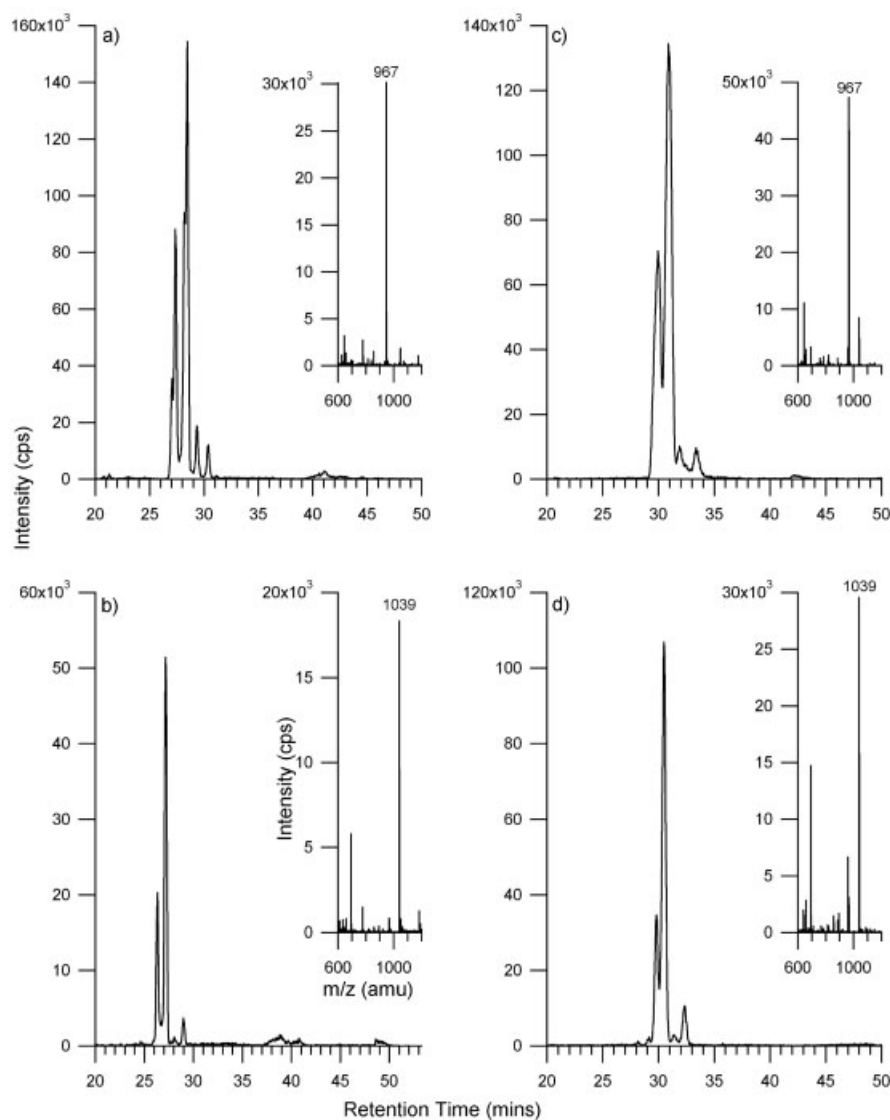 160x10³
140
120
100
80
60
40
20
0
a)
20 25 30 35 40 45 50
30x10³
25
20
15
10
5
0
967
600 1000
140x10³
120
100
80
60
40
20
0
c)
20 25 30 35 40 45 50
50x10³
40
30
20
10
0
967
600 1000
Intensity (cps)
60x10³
50
40
30
20
10
0
b)
20 25 30 35 40 45 50
20x10³
15
10
5
0
1039
Intensity (cps)
600 1000
m/z (amu)
120x10³
100
80
60
40
20
0
d)
20 25 30 35 40 45 50
30x10³
25
20
15
10
5
0
1039
600 1000
Retention Time (mins)